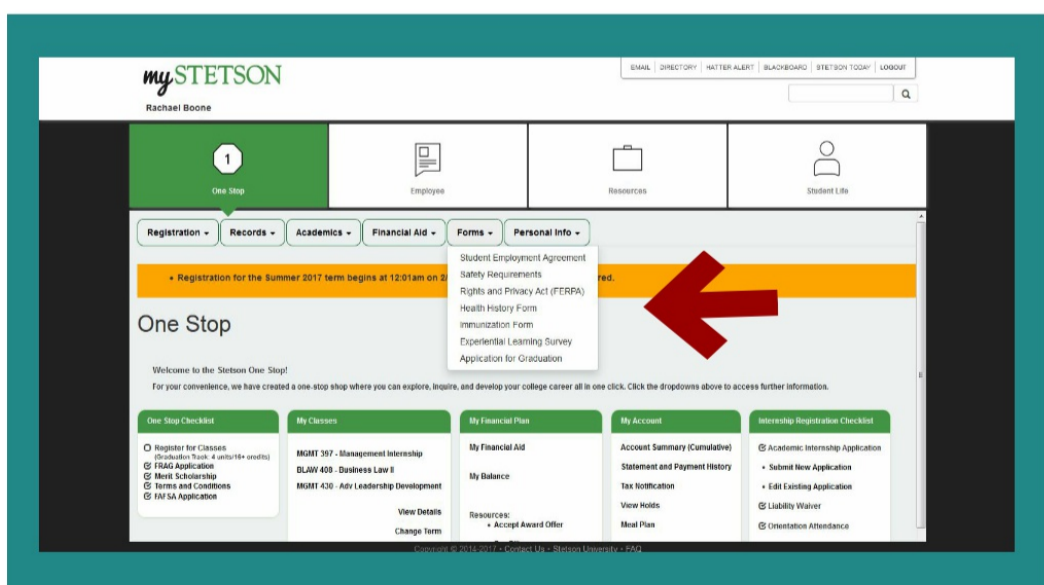 mySTETSON
EMAIL | DIRECTORY | HATTER ALERT | BLACKBOARD | STETSON TODAY | LOGOUT
Rachael Boone
1
One Stop
Employee
Resources
Student Life
Registration
Records
Academics
Financial Aid
Forms
Personal Info
Student Employment Agreement
Safety Requirements
Rights and Privacy Act (FERPA)
Health History Form
Immunization Form
Experiential Learning Survey
Application for Graduation
• Registration for the Summer 2017 term begins at 12:01am on 2/
One Stop
Welcome to the Stetson One Stop!
For your convenience, we have created a one-stop shop where you can explore, inquire, and develop your college career all in one click. Click the dropdowns above to access further information.
One Stop Checklist
Register for Classes
(Graduation Track: 4 units/16+ credits)
FRAG Application
Merit Scholarship
Terms and Conditions
FAFSA Application
My Classes
MGMT 397 - Management Internship
BLAW 408 - Business Law II
MGMT 430 - Adv Leadership Development
View Details
Change Term
My Financial Plan
My Financial Aid
My Balance
Resources:
• Accept Award Offer
My Account
Account Summary (Cumulative)
Statement and Payment History
Tax Notification
View Holds
Meal Plan
Internship Registration Checklist
Academic Internship Application
• Submit New Application
• Edit Existing Application
Liability Waiver
Orientation Attendance
Copyright © 2014-2017 • Contact Us • Stetson University • FAQ